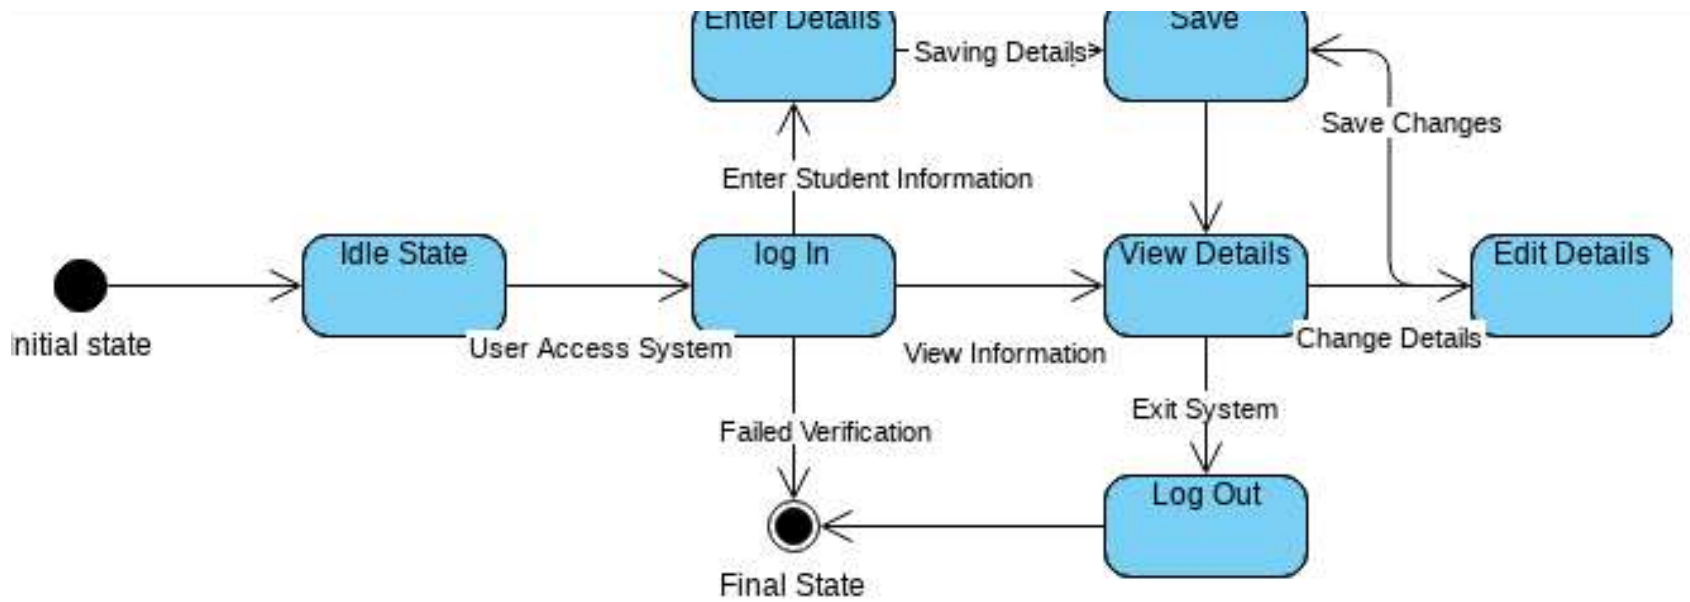 Enter Details
Save
Saving Details
Save Changes
Enter Student Information
Idle State
log In
View Details
Edit Details
nitial state
User Access System
View Information
Change Details
Exit System
Failed Verification
Log Out
Final State